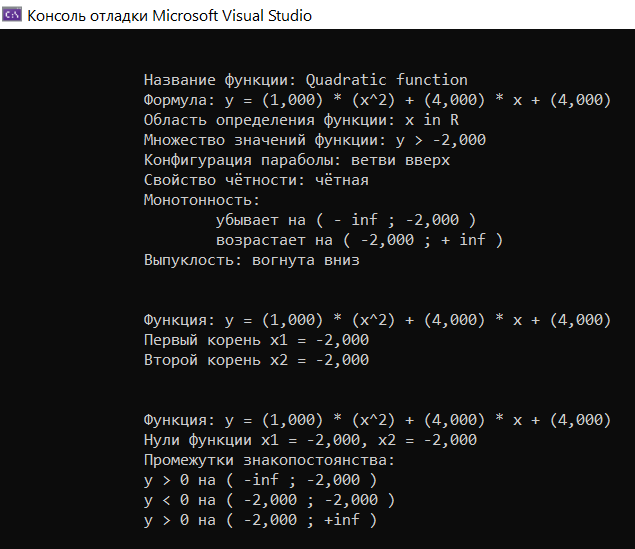 C:\ Консоль отладки Microsoft Visual Studio
Название функции: Quadratic function
Формула: y = (1,000) * (x^2) + (4,000) * x + (4,000)
Область определения функции: x in R
Множество значений функции: y > -2,000
Конфигурация параболы: ветви вверх
Свойство чётности: чётная
Монотонность:
убывает на ( - inf ; -2,000 )
возрастает на ( -2,000 ; + inf )
Выпуклость: вогнута вниз
Функция: y = (1,000) * (x^2) + (4,000) * x + (4,000)
Первый корень x1 = -2,000
Второй корень x2 = -2,000
Функция: y = (1,000) * (x^2) + (4,000) * x + (4,000)
Нули функции x1 = -2,000, x2 = -2,000
Промежутки знакопостоянства:
y > 0 на ( -inf ; -2,000 )
y < 0 на ( -2,000 ; -2,000 )
y > 0 на ( -2,000 ; +inf )